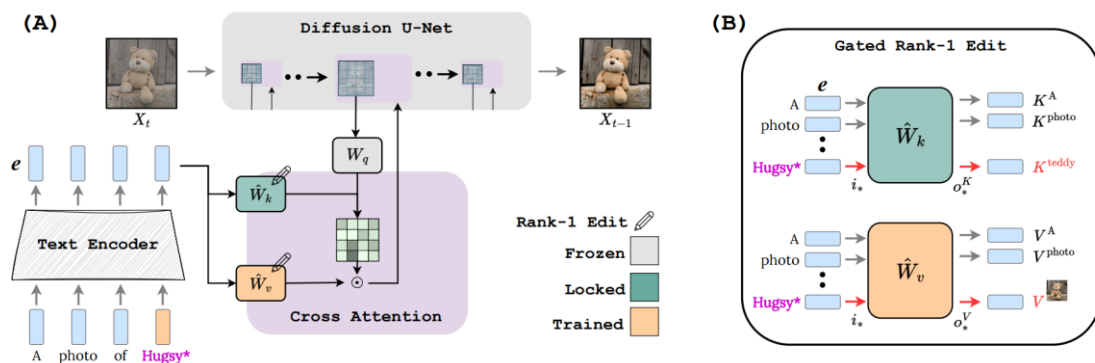 (A)
Diffusion U-Net
X_t
X_{t-1}
W_q
e
Ŵ_k
Text Encoder
Ŵ_v
Cross Attention
A photo of Hugsy*
Rank-1 Edit
Frozen
Locked
Trained
(B)
Gated Rank-1 Edit
e
A
K^A
photo
Ŵ_k
K^photo
Hugsy*
K^teddy
i_*
o_*^K
A
V^A
photo
Ŵ_v
V^photo
Hugsy*
V
i_*
o_*^V